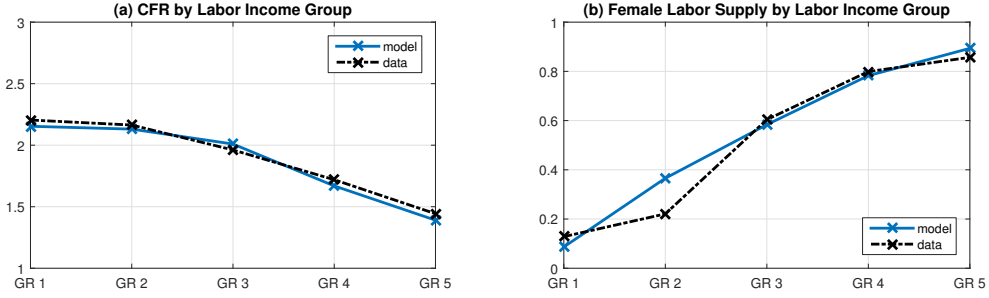 (a) CFR by Labor Income Group
3
2.5
2
1.5
1
GR 1 GR 2 GR 3 GR 4 GR 5
model
data
(b) Female Labor Supply by Labor Income Group
1
0.8
0.6
0.4
0.2
0
GR 1 GR 2 GR 3 GR 4 GR 5
model
data